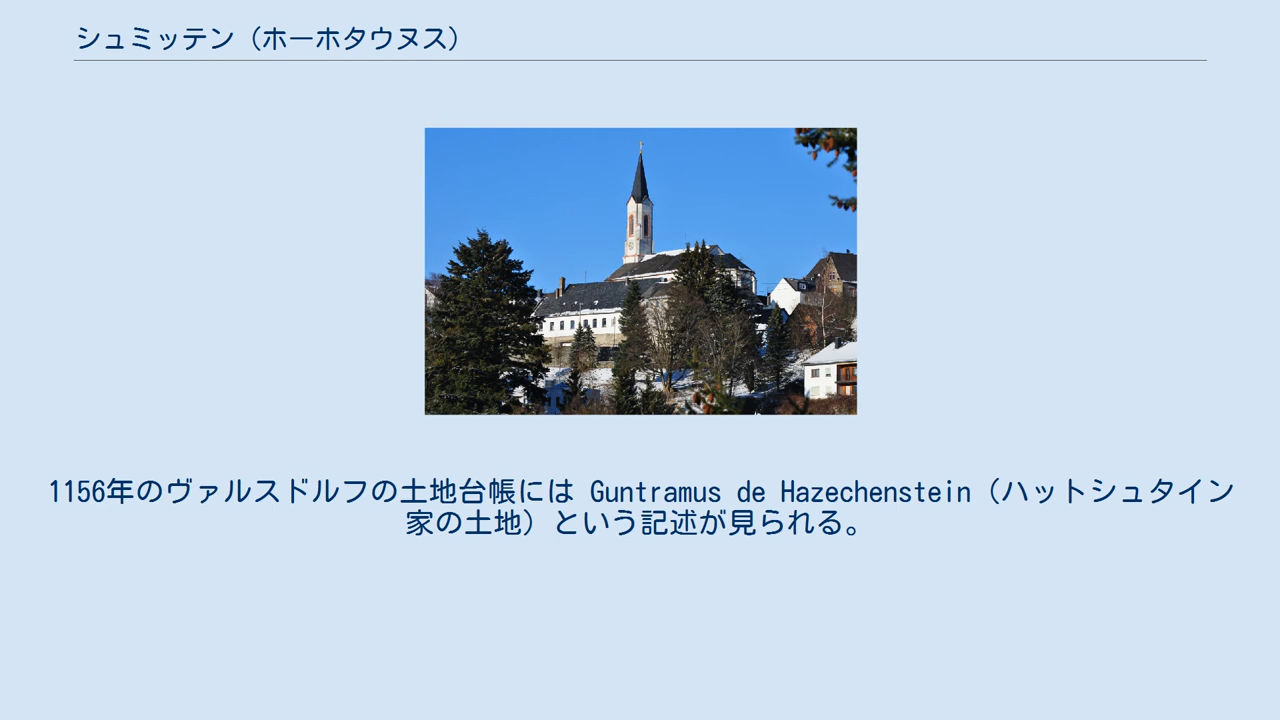 シュミッテン（ホーホタウヌス）
1156年のヴァルスドルフの土地台帳には Guntramus de Hazechenstein（ハットシュタイン
家の土地）という記述が見られる。